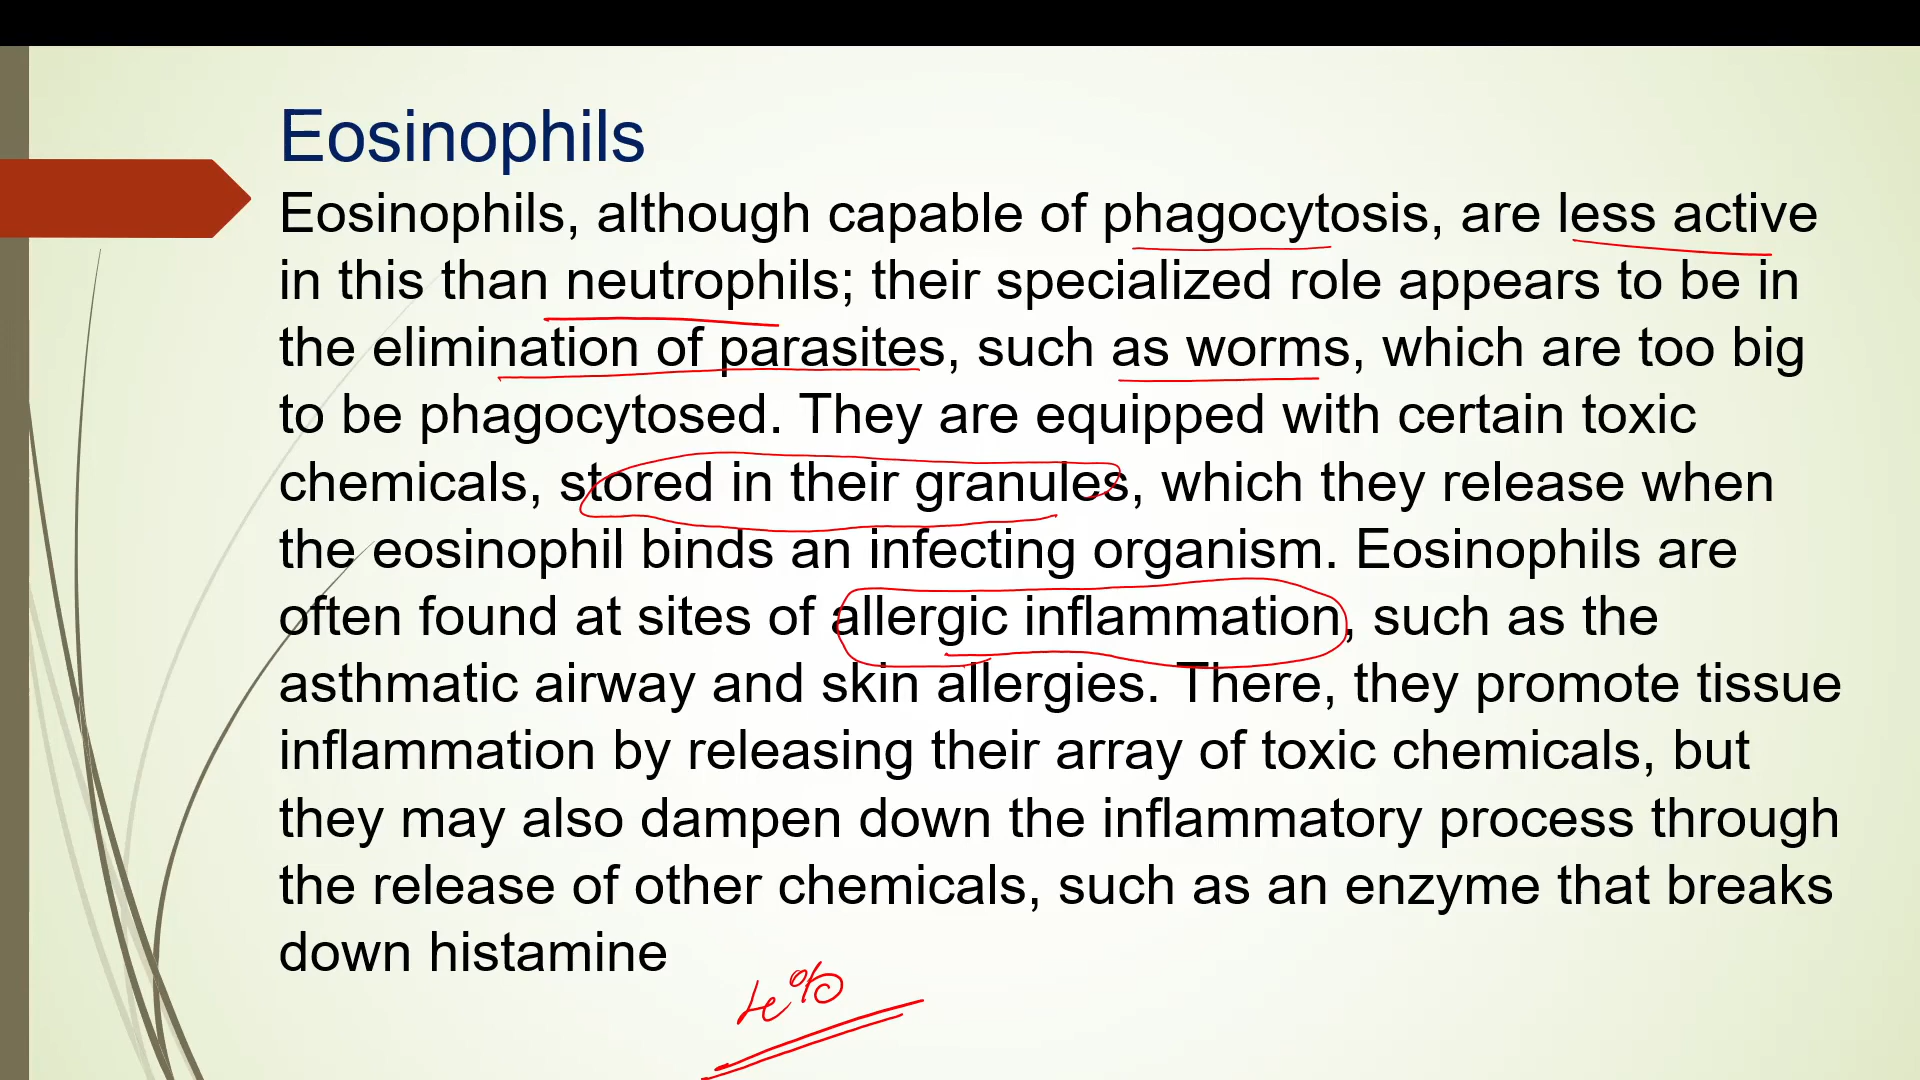 Eosinophils
Eosinophils, although capable of phagocytosis, are less active
in this than neutrophils; their specialized role appears to be in
the elimination of parasites, such as worms, which are too big
to be phagocytosed. They are equipped with certain toxic
chemicals, stored in their granules, which they release when
the eosinophil binds an infecting organism. Eosinophils are
often found at sites of allergic inflammation, such as the
asthmatic airway and skin allergies. There, they promote tissue
inflammation by releasing their array of toxic chemicals, but
they may also dampen down the inflammatory process through
the release of other chemicals, such as an enzyme that breaks
down histamine